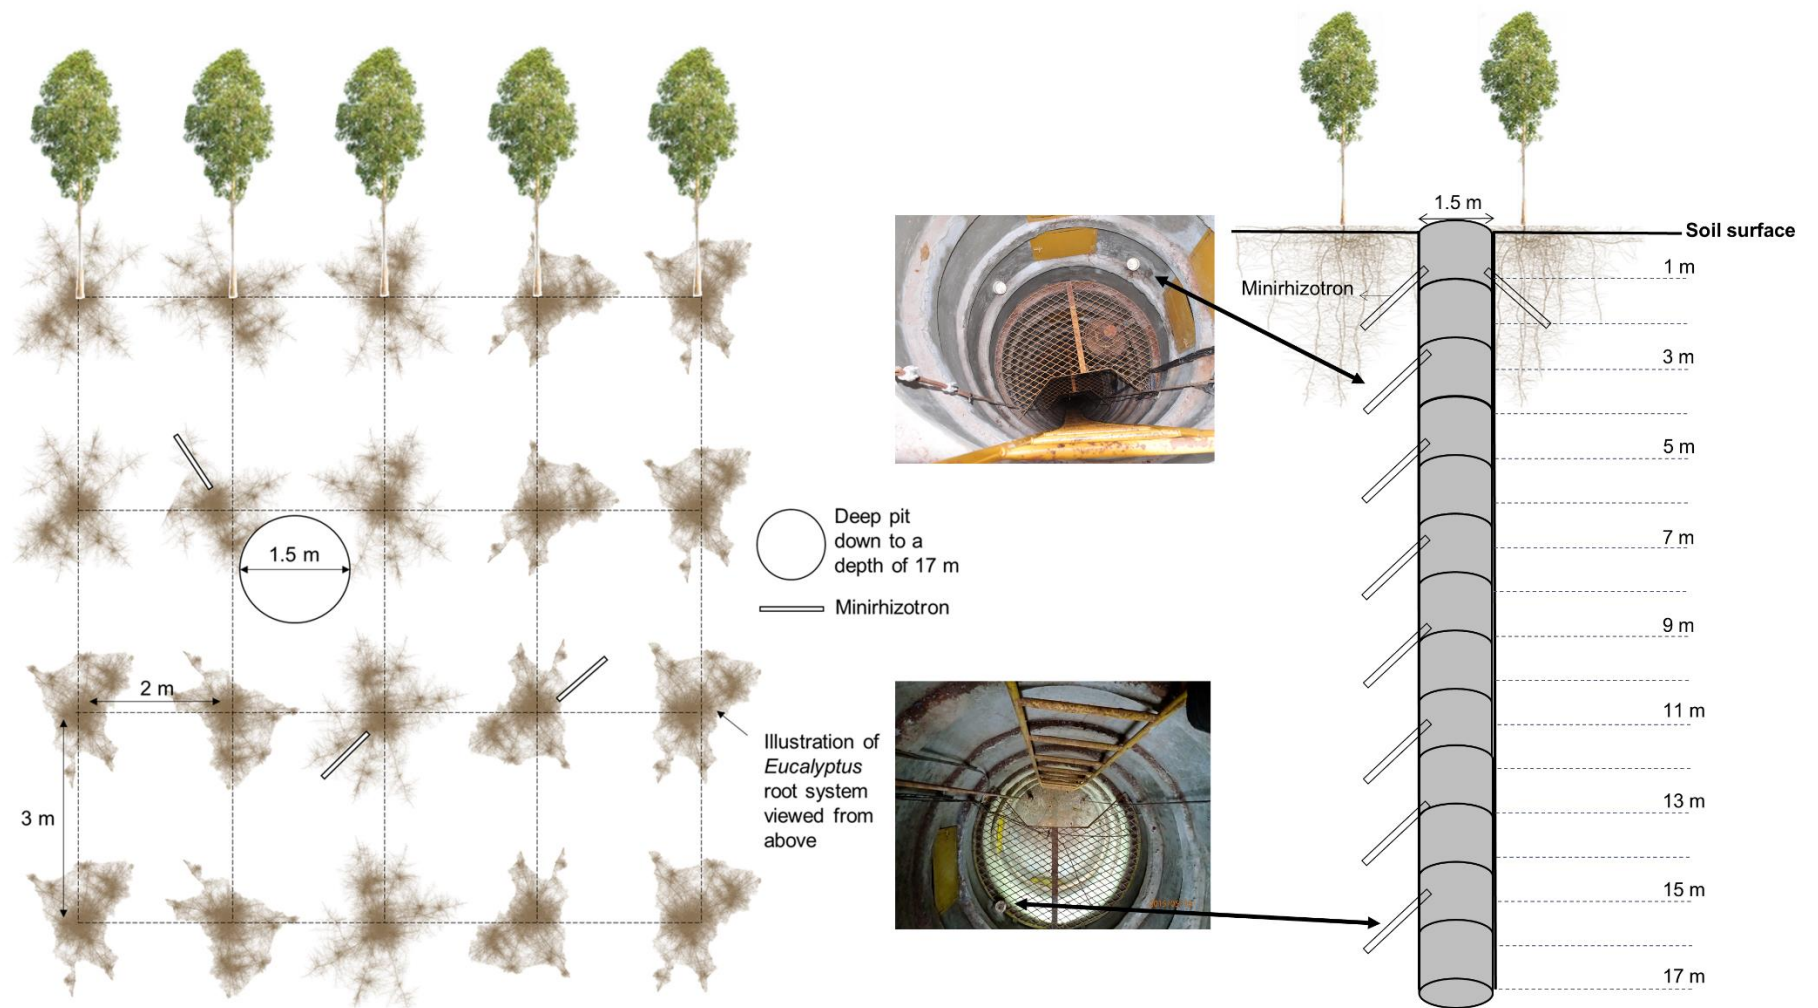 1.5 m
2 m
3 m
Deep pit
down to a
depth of 17 m
Minirhizotron
Illustration of
Eucalyptus
root system
viewed from
above
1.5 m
Soil surface
Minirhizotron
1 m
3 m
5 m
7 m
9 m
11 m
13 m
15 m
17 m